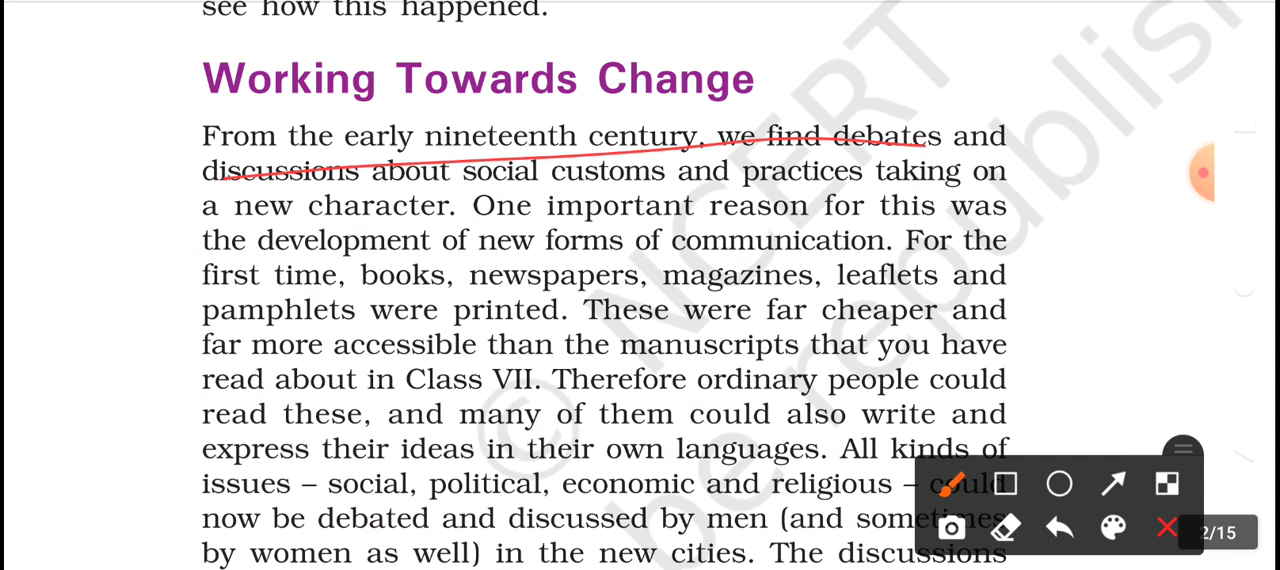 see how this happened.
Working Towards Change
From the early nineteenth century, we find debates and
discussions about social customs and practices taking on
a new character. One important reason for this was
the development of new forms of communication. For the
first time, books, newspapers, magazines, leaflets and
pamphlets were printed. These were far cheaper and
far more accessible than the manuscripts that you have
read about in Class VII. Therefore ordinary people could
read these, and many of them could also write and
express their ideas in their own languages. All kinds of
issues – social, political, economic and religious – could
now be debated and discussed by men (and sometimes
by women as well) in the new cities. The discussions
© NCERT
be republish
2/15